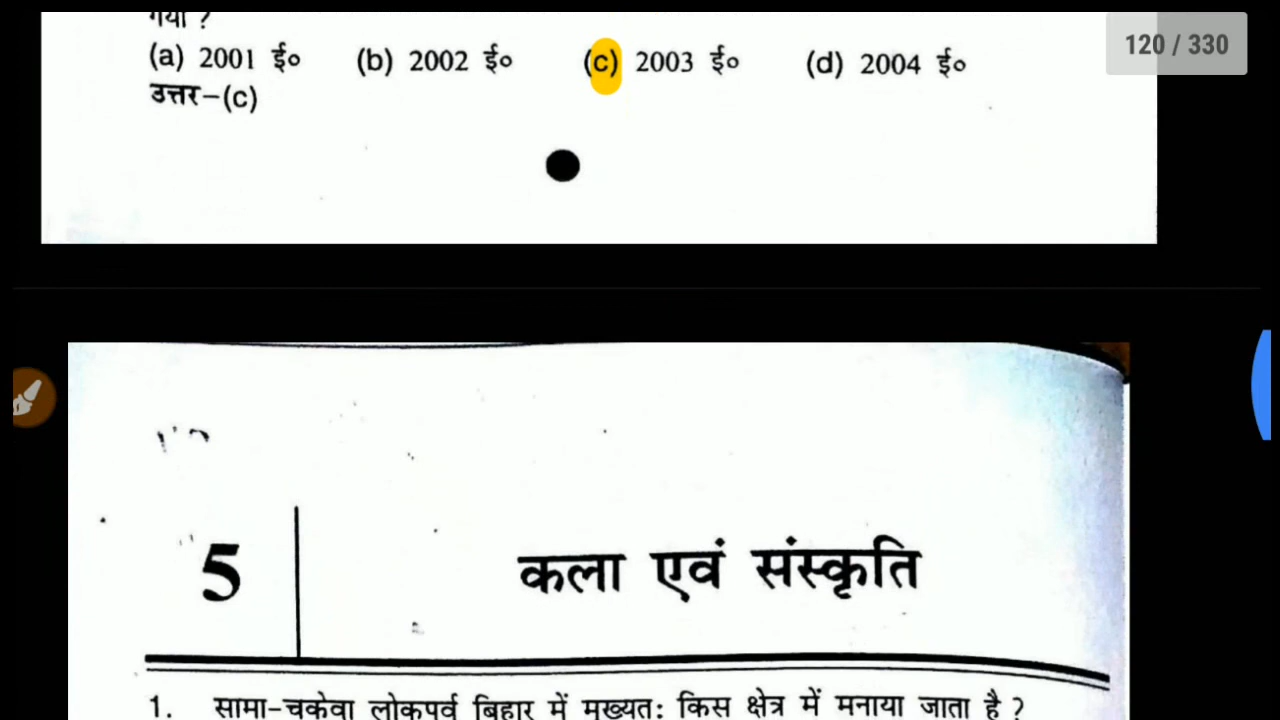 गया ?
120 / 330
(a) 2001 ई०  (b) 2002 ई०  (c) 2003 ई०  (d) 2004 ई०
उत्तर-(c)
5
कला एवं संस्कृति
1. सामा-चकेवा लोकपर्व बिहार में मुख्यतः किस क्षेत्र में मनाया जाता है ?